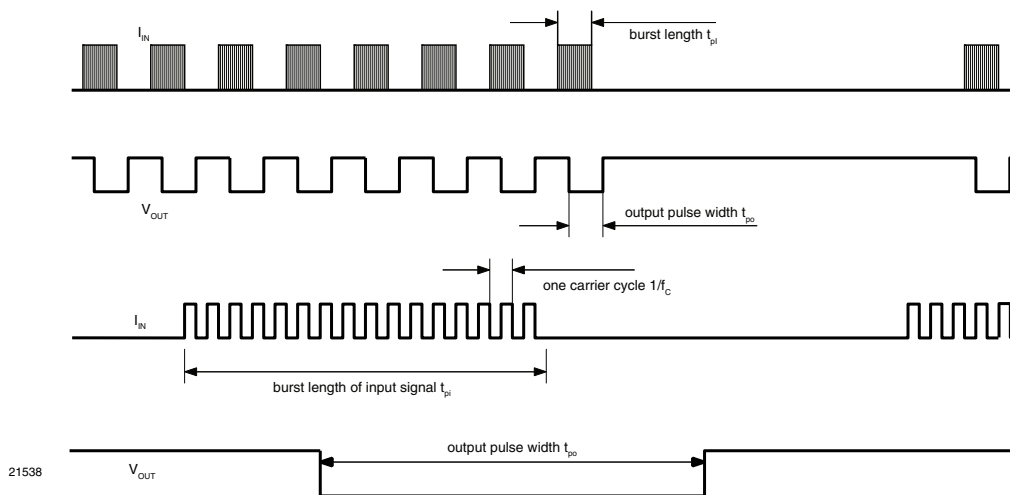 I_IN
burst length t_pl
V_OUT
output pulse width t_po
one carrier cycle 1/f_C
I_IN
burst length of input signal t_pi
output pulse width t_po
V_OUT
21538